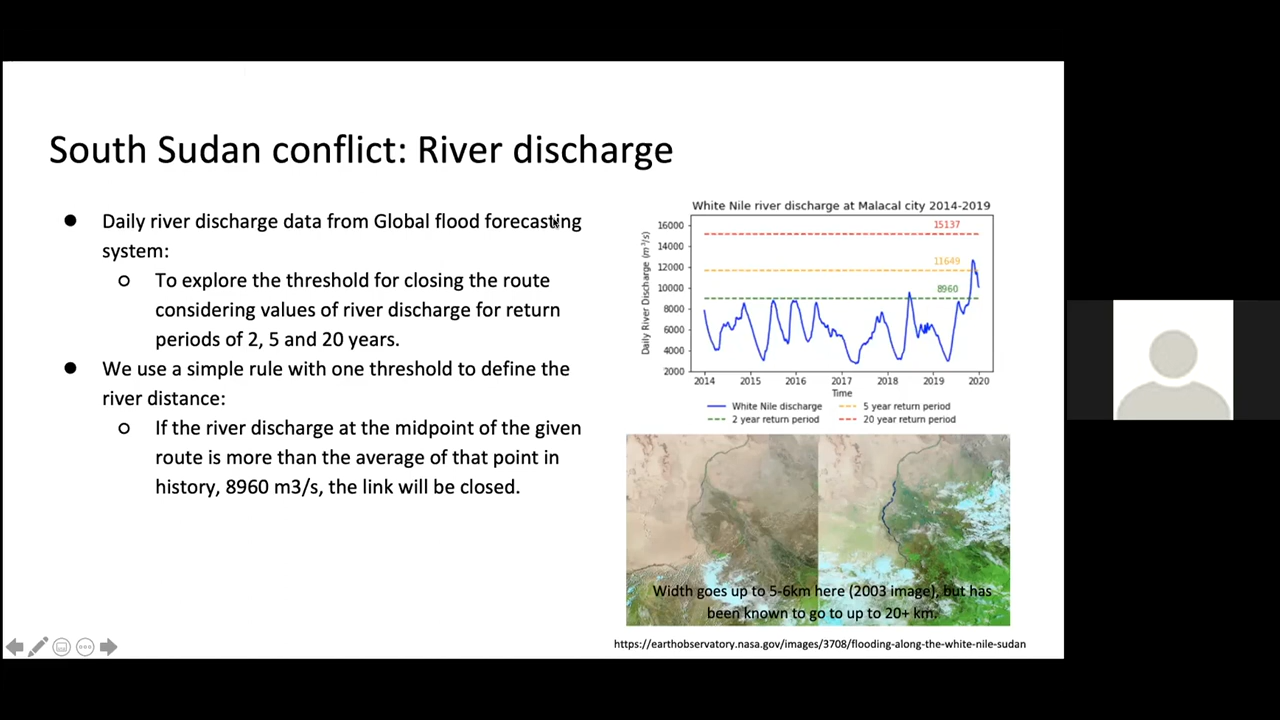 South Sudan conflict: River discharge
● Daily river discharge data from Global flood forecasting
system:
○ To explore the threshold for closing the route
considering values of river discharge for return
periods of 2, 5 and 20 years.
● We use a simple rule with one threshold to define the
river distance:
○ If the river discharge at the midpoint of the given
route is more than the average of that point in
history, 8960 m3/s, the link will be closed.
White Nile river discharge at Malacal city 2014-2019
Daily River Discharge (m³/s)
16000
14000
12000
10000
8000
6000
4000
2000
15137
11649
8960
2014 2015 2016 2017 2018 2019 2020
Time
White Nile discharge
2 year return period
5 year return period
20 year return period
Width goes up to 5-6km here (2003 image), but has
been known to go to up to 20+ km.
https://earthobservatory.nasa.gov/images/3708/flooding-along-the-white-nile-sudan